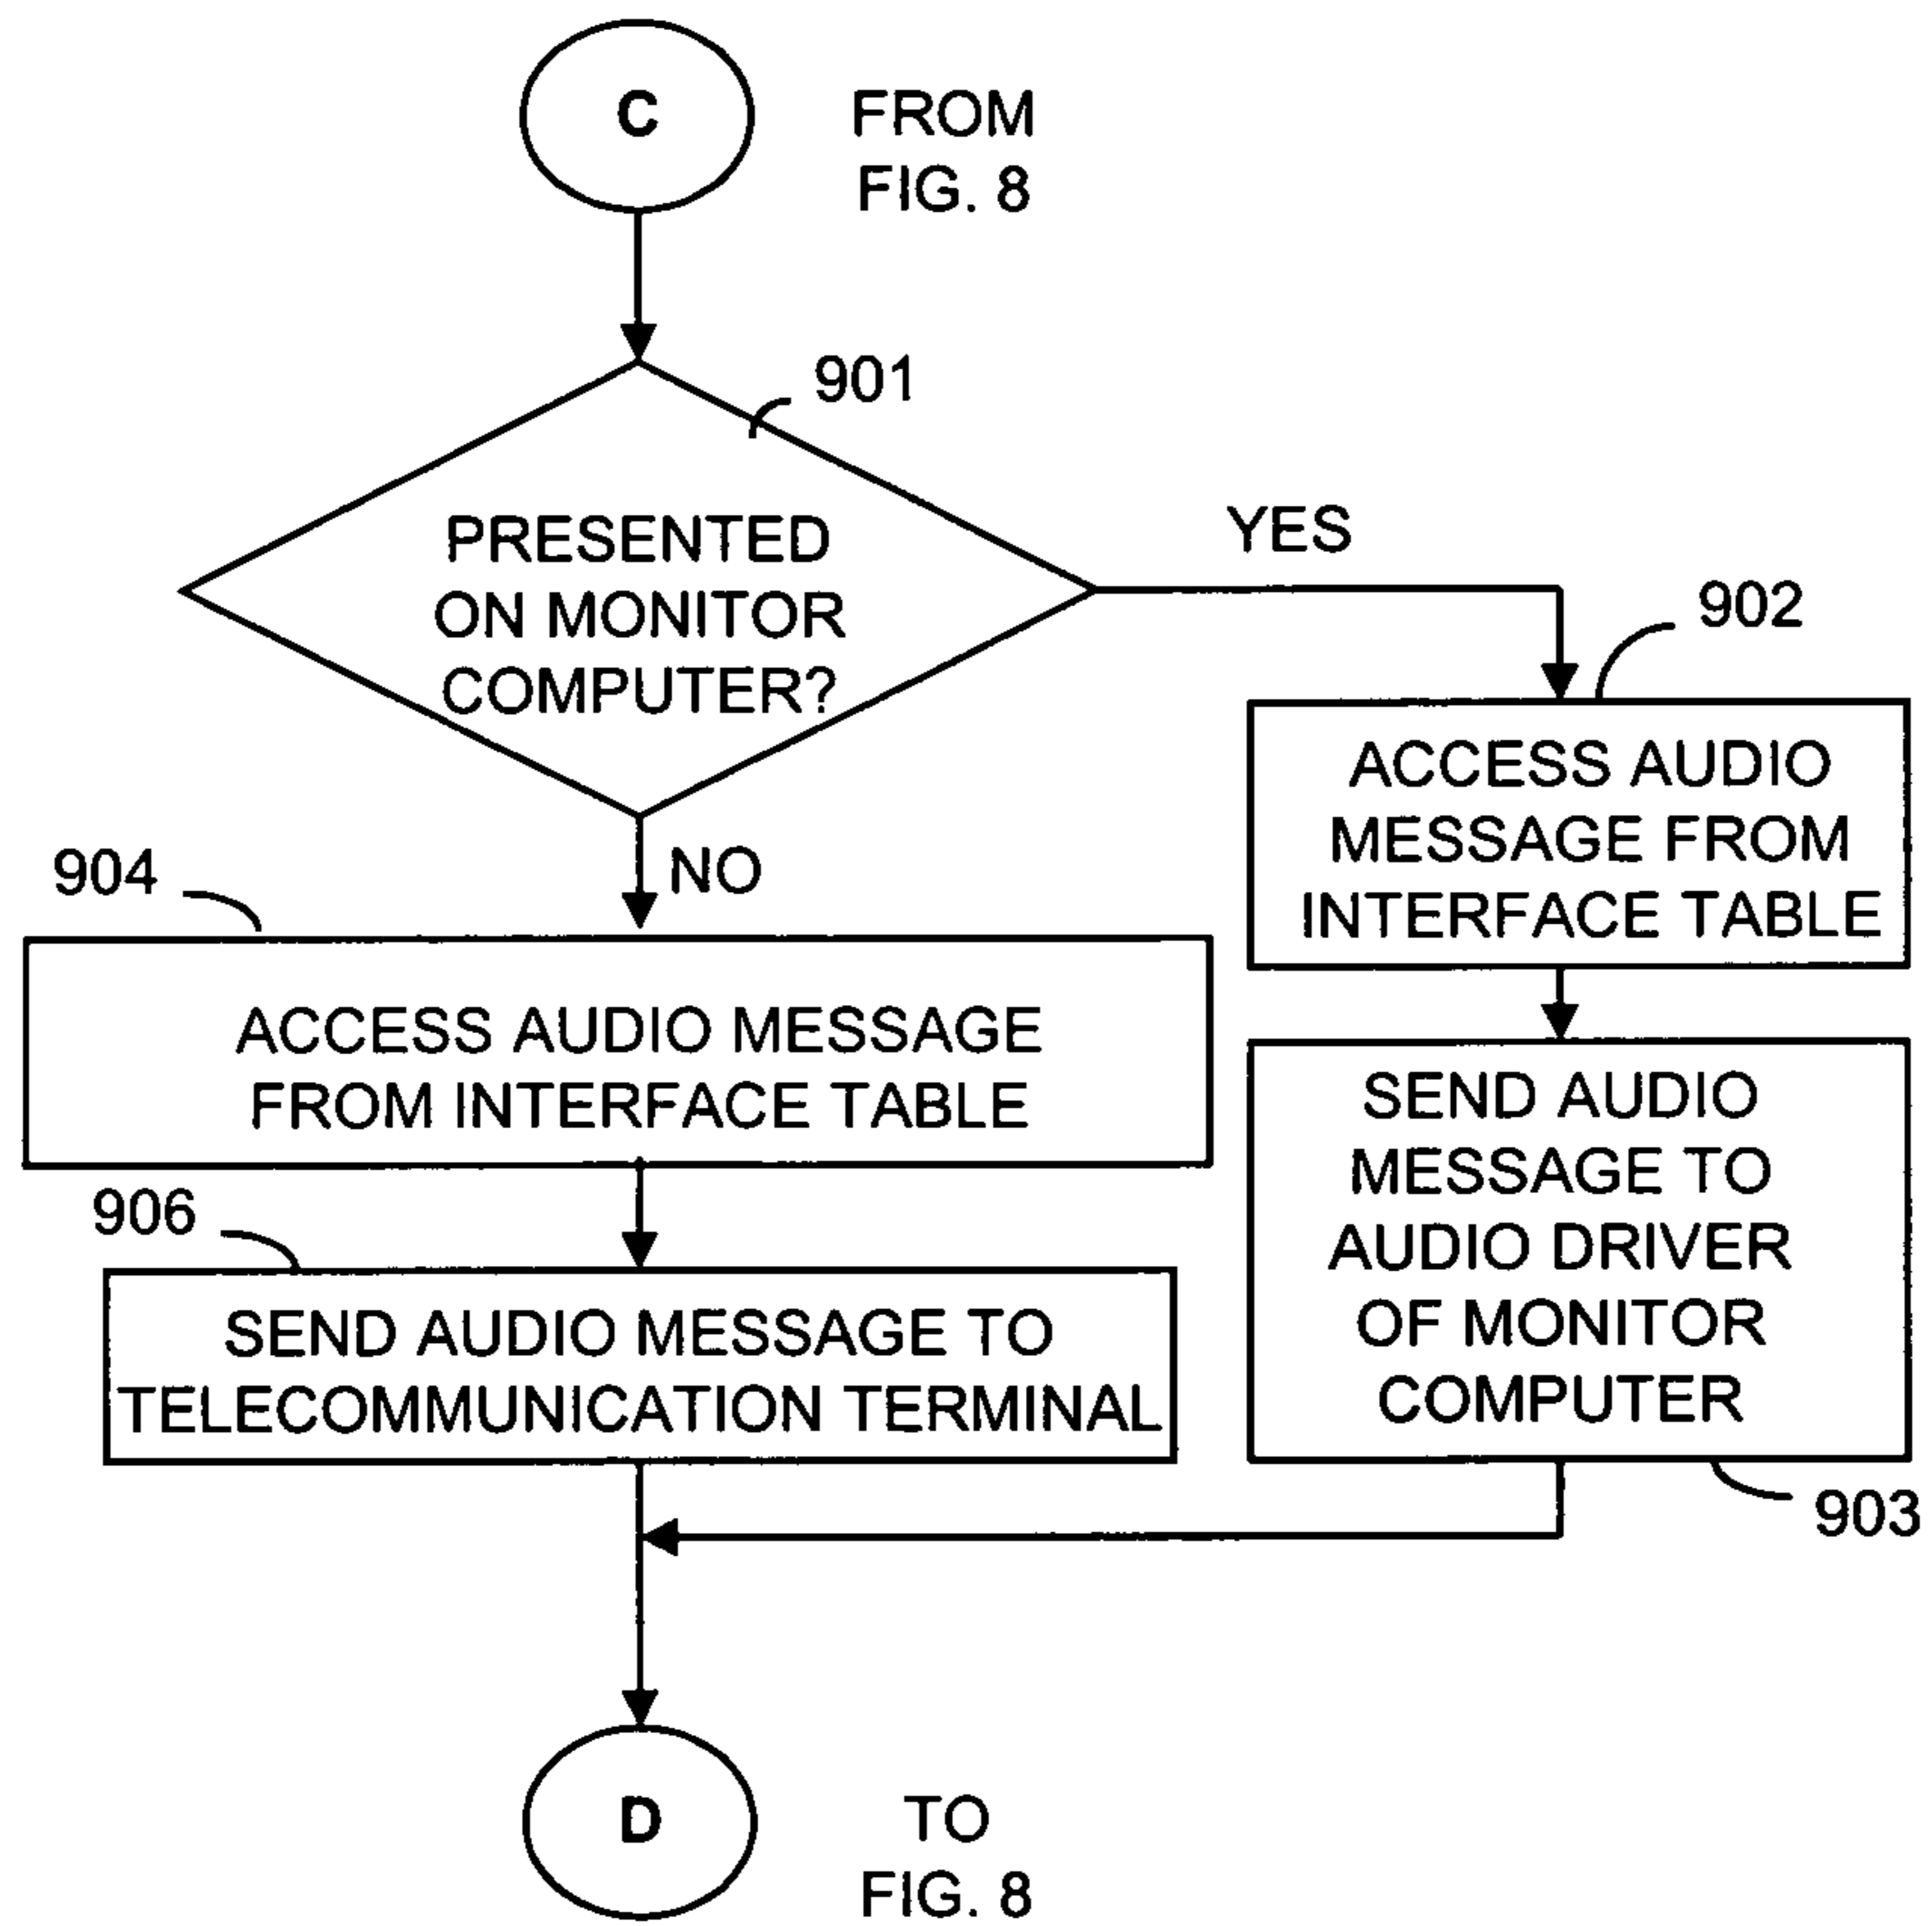 C
FROM
FIG. 8
901
PRESENTED
ON MONITOR
COMPUTER?
YES
902
ACCESS AUDIO
MESSAGE FROM
INTERFACE TABLE
NO
904
ACCESS AUDIO MESSAGE
FROM INTERFACE TABLE
SEND AUDIO
MESSAGE TO
AUDIO DRIVER
OF MONITOR
COMPUTER
903
906
SEND AUDIO MESSAGE TO
TELECOMMUNICATION TERMINAL
D
TO
FIG. 8